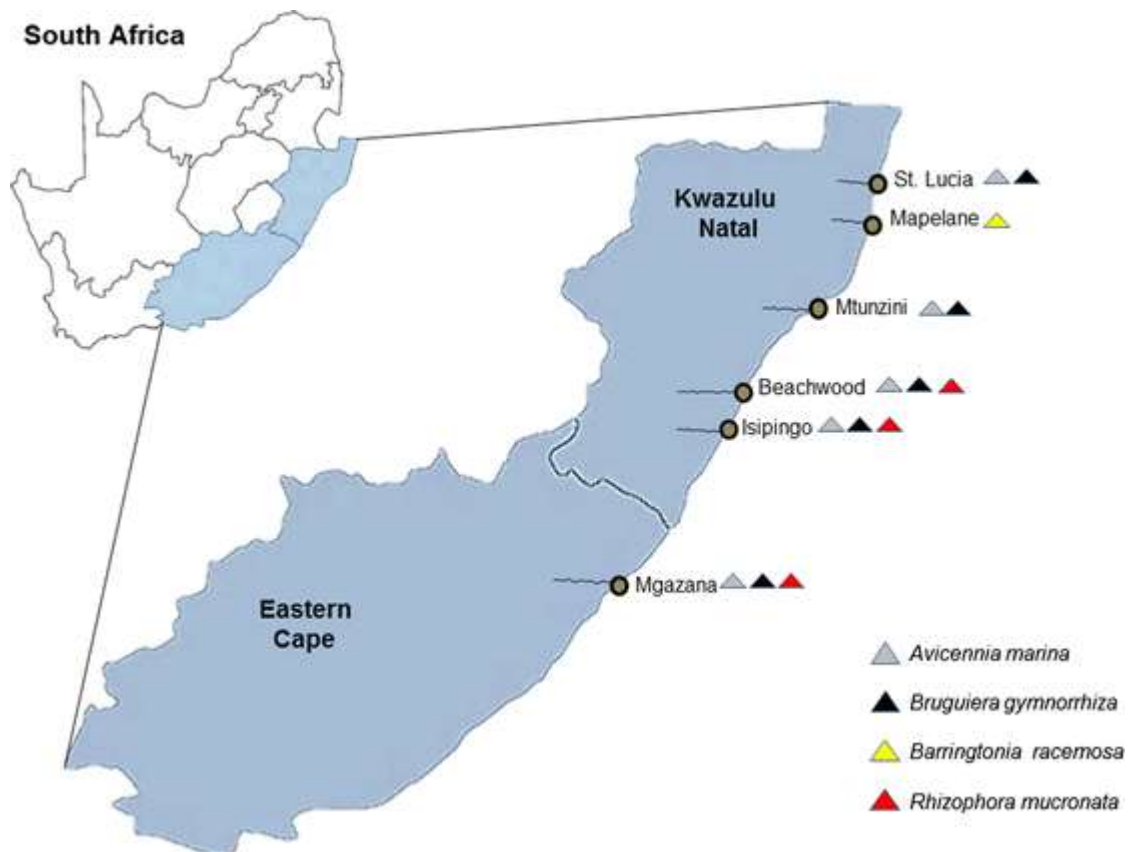 South Africa
Kwazulu
Natal
St. Lucia
Mapelane
Mtunzini
Beachwood
Isipingo
Mgazana
Eastern
Cape
Avicennia marina
Bruguiera gymnorrhiza
Barringtonia racemosa
Rhizophora mucronata